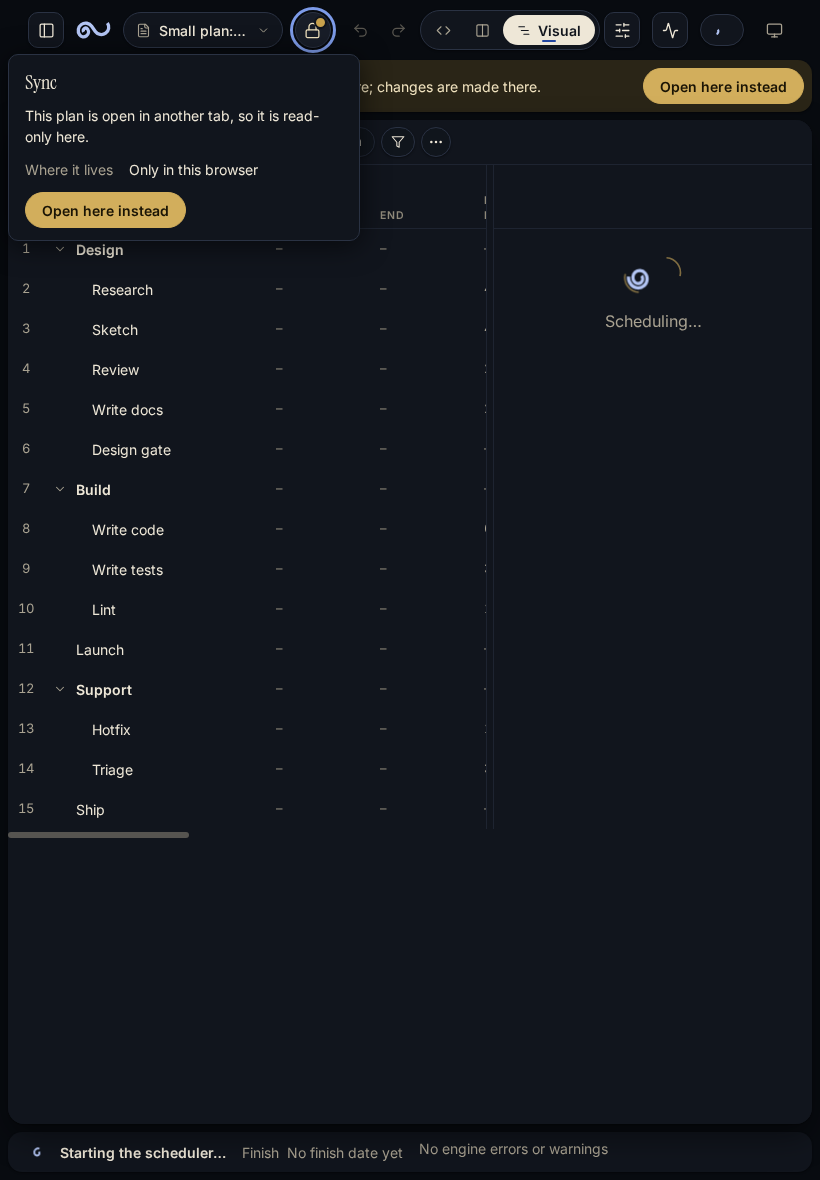 Small plan:...
Visual
Sync
This plan is open in another tab, so it is read-
only here.
Where it lives Only in this browser
Open here instead
; changes are made there.
Open here instead
END
1 Design – –
2 Research – –
3 Sketch – –
4 Review – –
5 Write docs – –
6 Design gate – –
7 Build – –
8 Write code – –
9 Write tests – –
10 Lint – –
11 Launch – –
12 Support – –
13 Hotfix – –
14 Triage – –
15 Ship – –
Scheduling...
Starting the scheduler... Finish No finish date yet No engine errors or warnings